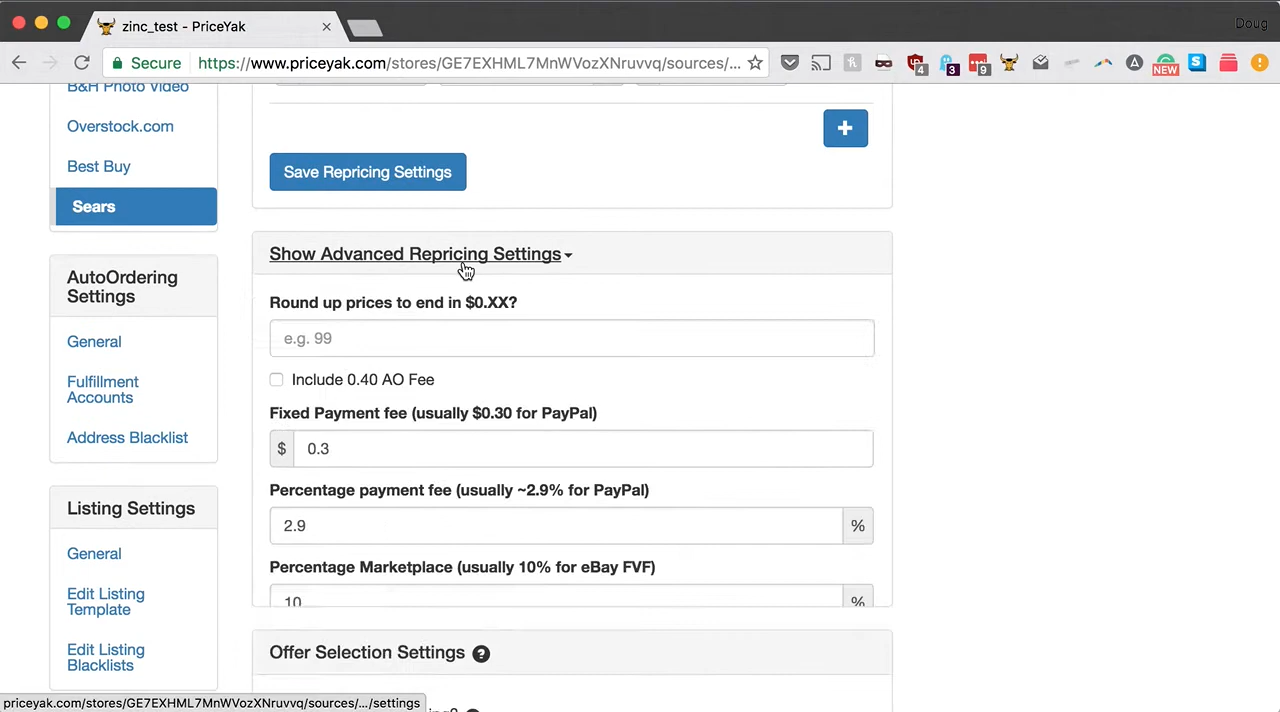 zinc_test - PriceYak
Doug
Secure https://www.priceyak.com/stores/GE7EXHML7MnWVozXNruvvq/sources/...
4 3 9 A NEW S
B&H Photo Video
Overstock.com
Best Buy
Sears
AutoOrdering
Settings
General
Fulfillment
Accounts
Address Blacklist
Listing Settings
General
Edit Listing
Template
Edit Listing
Blacklists
+
Save Repricing Settings
Show Advanced Repricing Settings
Round up prices to end in $0.XX?
e.g. 99
Include 0.40 AO Fee
Fixed Payment fee (usually $0.30 for PayPal)
$ 0.3
Percentage payment fee (usually ~2.9% for PayPal)
2.9 %
Percentage Marketplace (usually 10% for eBay FVF)
10 %
Offer Selection Settings ?
priceyak.com/stores/GE7EXHML7MnWVozXNruvvq/sources/.../settings